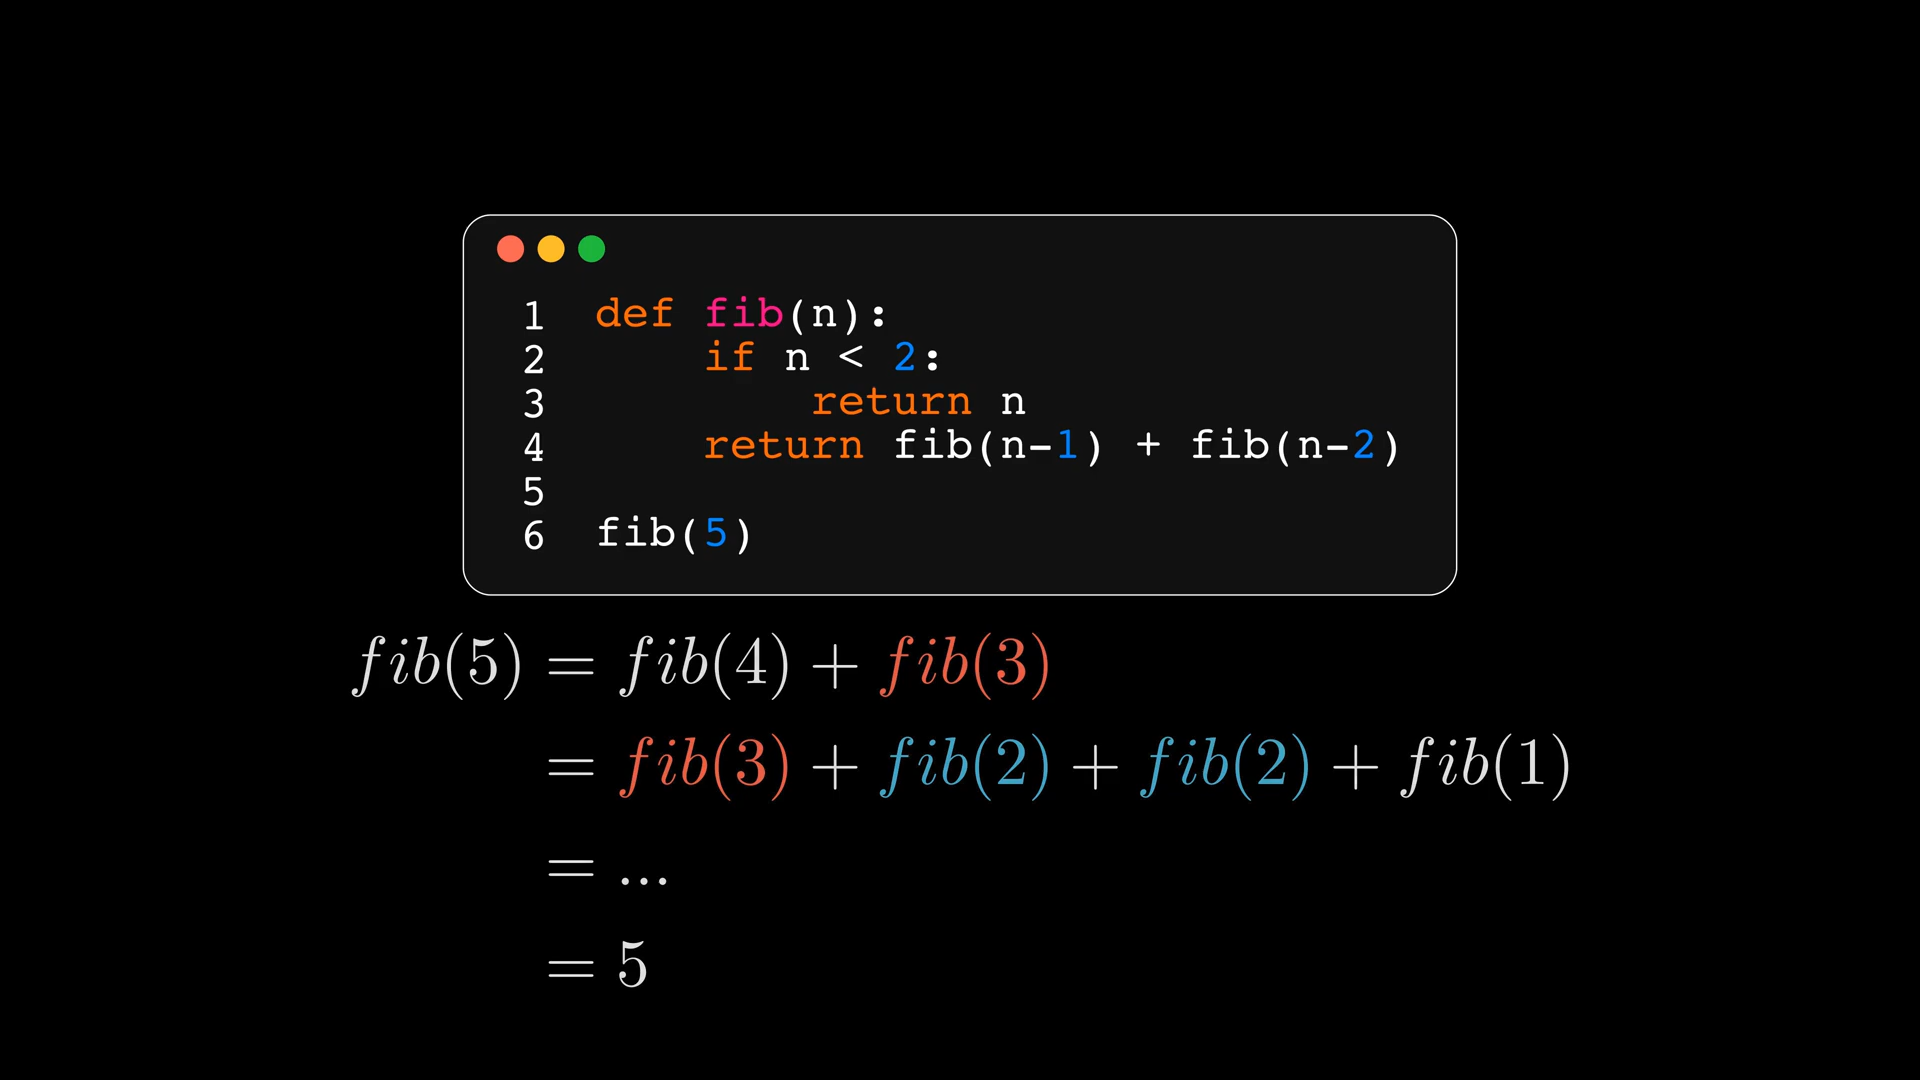 1 def fib(n):
2     if n < 2:
3         return n
4     return fib(n-1) + fib(n-2)
5
6 fib(5)
fib(5) = fib(4) + fib(3)
= fib(3) + fib(2) + fib(2) + fib(1)
= ...
= 5